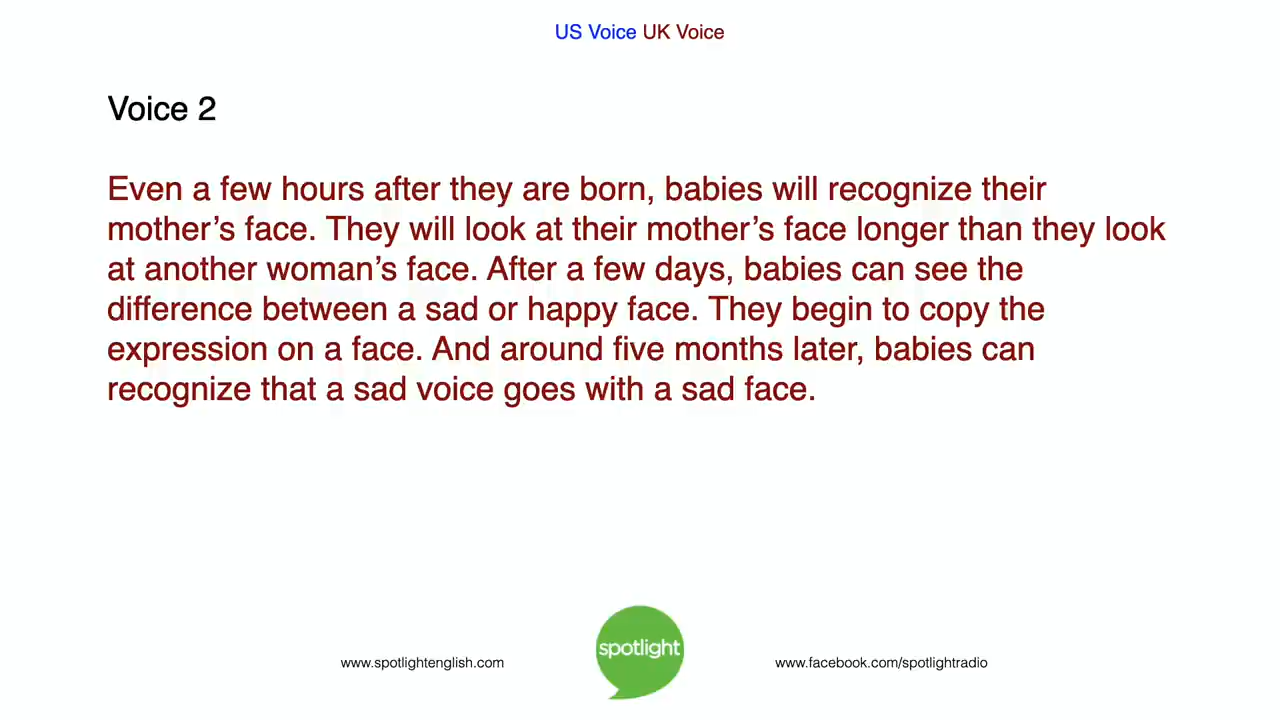 US Voice UK Voice
Voice 2
Even a few hours after they are born, babies will recognize their
mother’s face. They will look at their mother’s face longer than they look
at another woman’s face. After a few days, babies can see the
difference between a sad or happy face. They begin to copy the
expression on a face. And around five months later, babies can
recognize that a sad voice goes with a sad face.
spotlight
www.spotlightenglish.com
www.facebook.com/spotlightradio